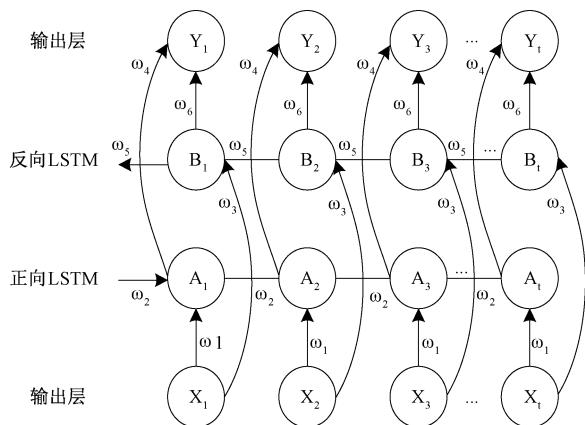 输出层 Y1 Y2 Y3 ... Yt
ω4 ω4 ω4 ω4
ω6 ω6 ω6 ω6
ω5 ω5 ω5 ω5 ...
反向LSTM B1 B2 B3 Bt
ω3 ω3 ω3 ω3
正向LSTM A1 A2 A3 ... At
ω2 ω2 ω2 ω2
ω1 ω1 ω1 ω1
输出层 X1 X2 X3 ... Xt